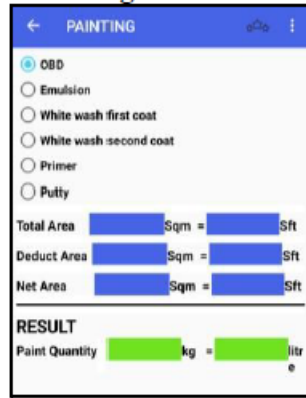 PAINTING
OBD
Emulsion
White wash first coat
White wash second coat
Primer
Putty
Total Area Sqm = Sft
Deduct Area Sqm = Sft
Net Area Sqm = Sft
RESULT
Paint Quantity kg = litr
e